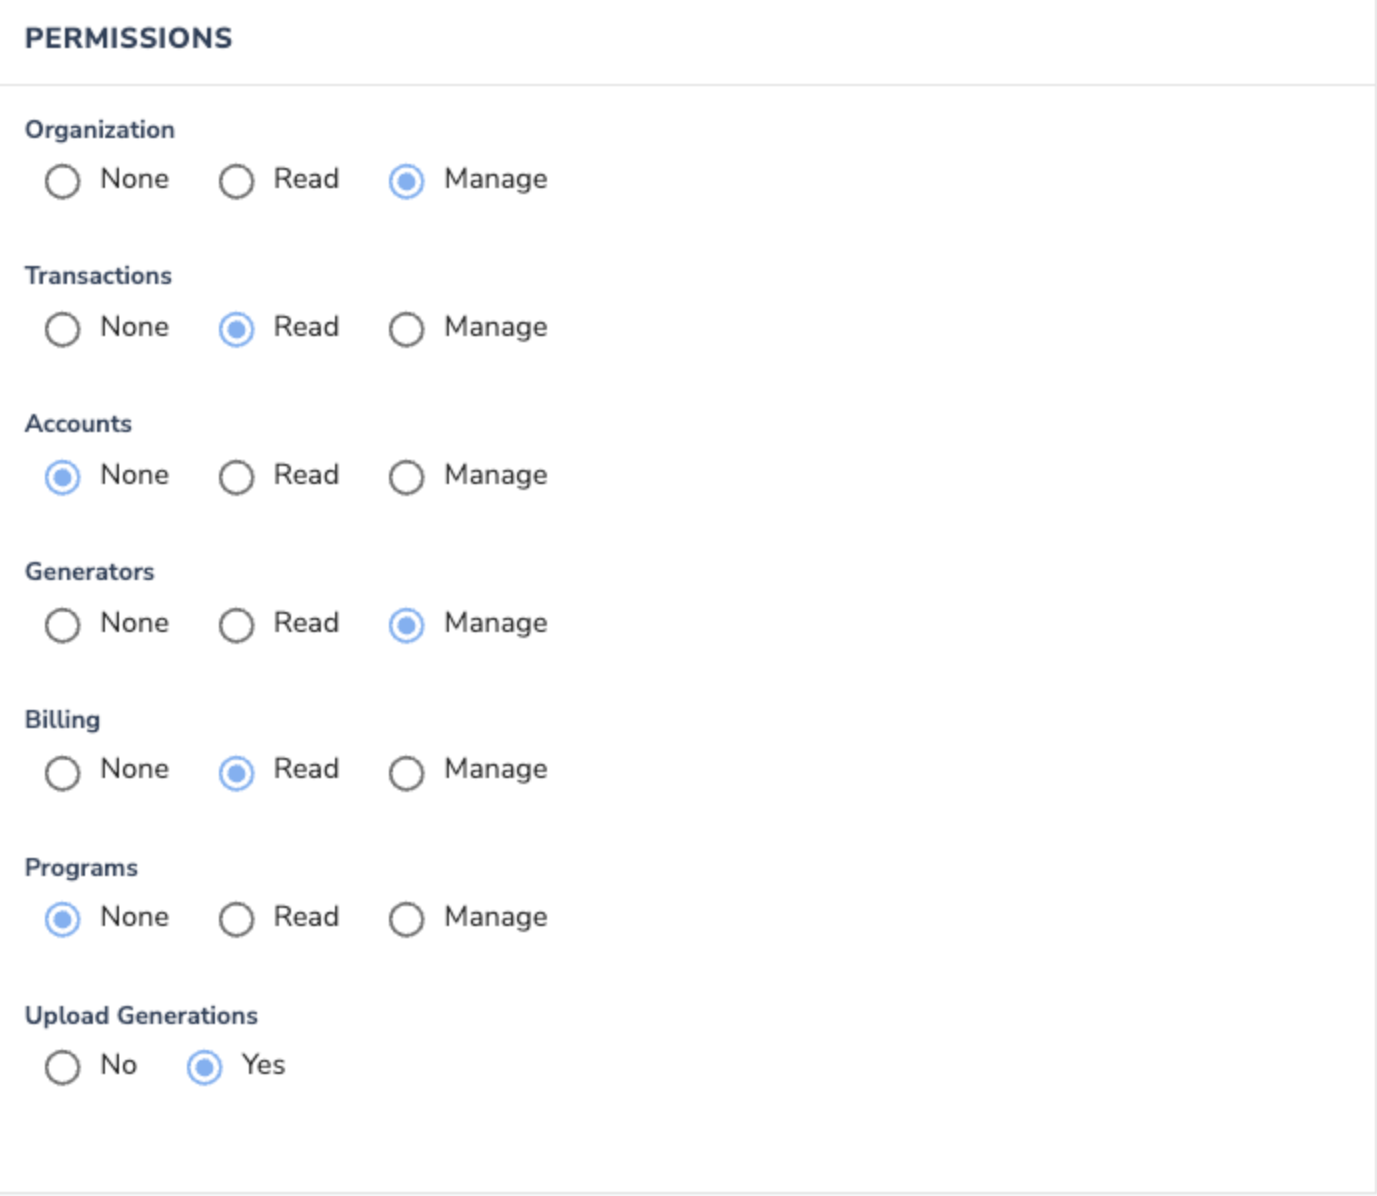 PERMISSIONS
Organization
None Read Manage
Transactions
None Read Manage
Accounts
None Read Manage
Generators
None Read Manage
Billing
None Read Manage
Programs
None Read Manage
Upload Generations
No Yes